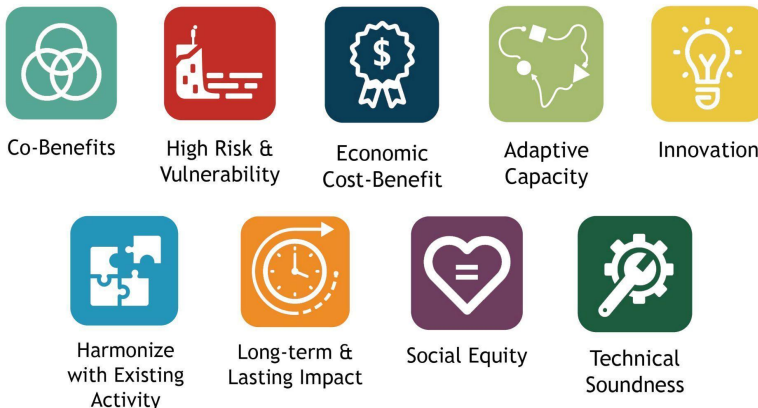 $
Co-Benefits
High Risk &
Vulnerability
Economic
Cost-Benefit
Adaptive
Capacity
Innovation
=
Harmonize
with Existing
Activity
Long-term &
Lasting Impact
Social Equity
Technical
Soundness